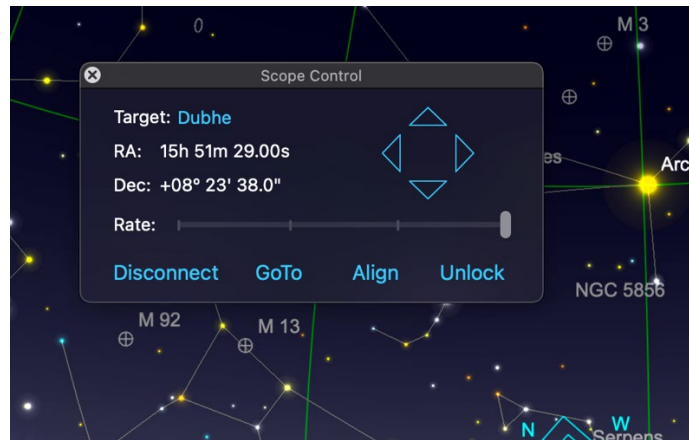 M 3
Scope Control
Target: Dubhe
RA: 15h 51m 29.00s
Dec: +08° 23' 38.0"
Rate:
Disconnect GoTo Align Unlock
es
Arc
NGC 5856
M 92
M 13
N
W
Serpens